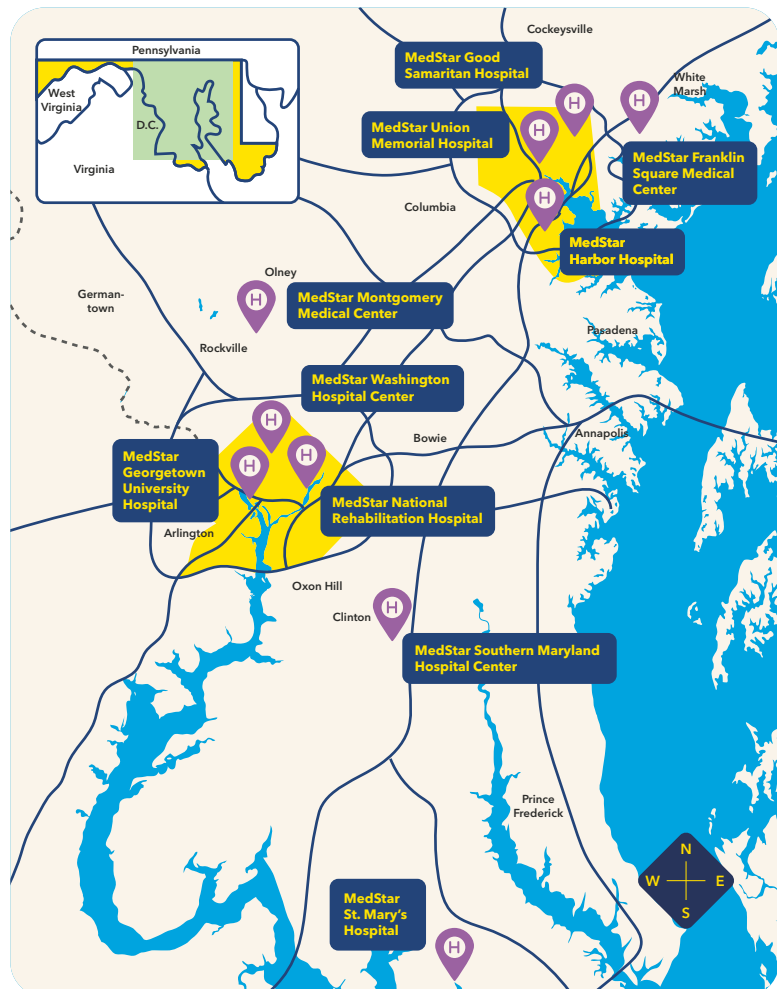 Pennsylvania
West
Virginia
D.C.
Virginia
Cockeysville
MedStar Good
Samaritan Hospital
White
Marsh
H
H
H
MedStar Union
Memorial Hospital
MedStar Franklin
Square Medical
Center
H
Columbia
MedStar
Harbor Hospital
Olney
German-
town
H
MedStar Montgomery
Medical Center
Pasadena
Rockville
MedStar Washington
Hospital Center
H
Bowie
Annapolis
MedStar
Georgetown
University
Hospital
H
H
MedStar National
Rehabilitation Hospital
Arlington
Oxon Hill
Clinton
H
MedStar Southern Maryland
Hospital Center
Prince
Frederick
N
W
E
S
MedStar
St. Mary's
Hospital
H